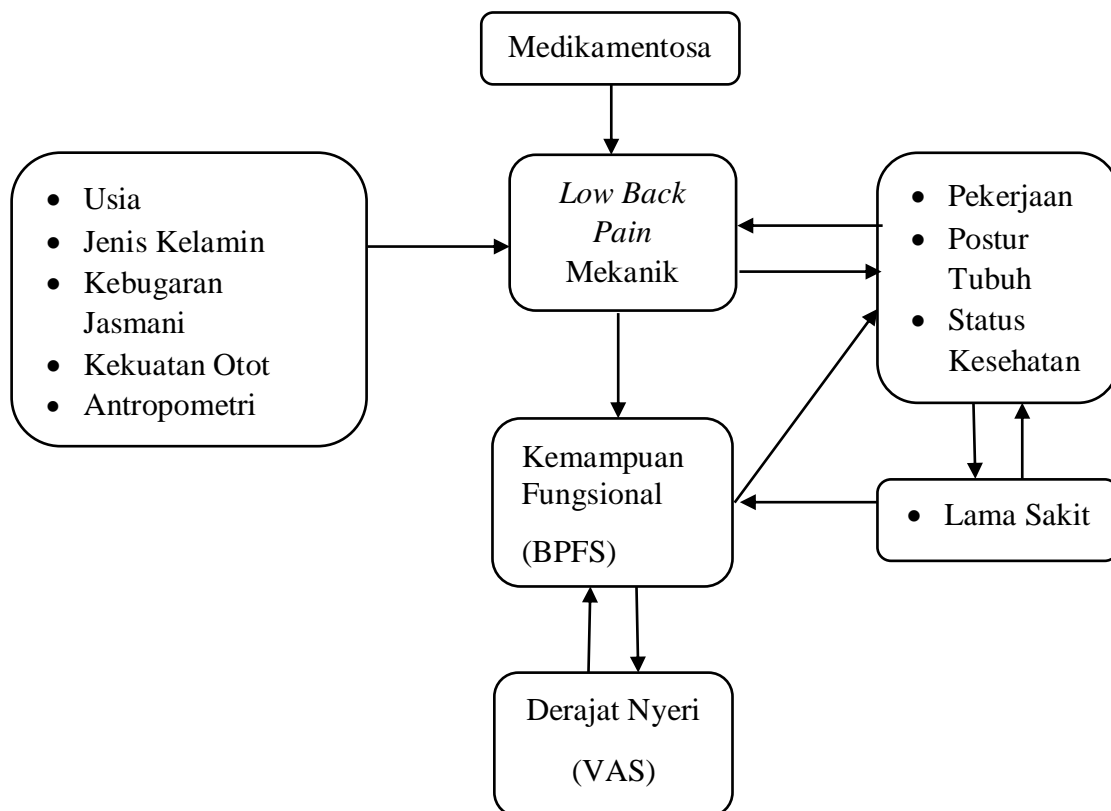 Medikamentosa
• Usia
• Jenis Kelamin
• Kebugaran
Jasmani
• Kekuatan Otot
• Antropometri
Low Back
Pain
Mekanik
• Pekerjaan
• Postur
Tubuh
• Status
Kesehatan
Kemampuan
Fungsional
(BPFS)
• Lama Sakit
Derajat Nyeri
(VAS)